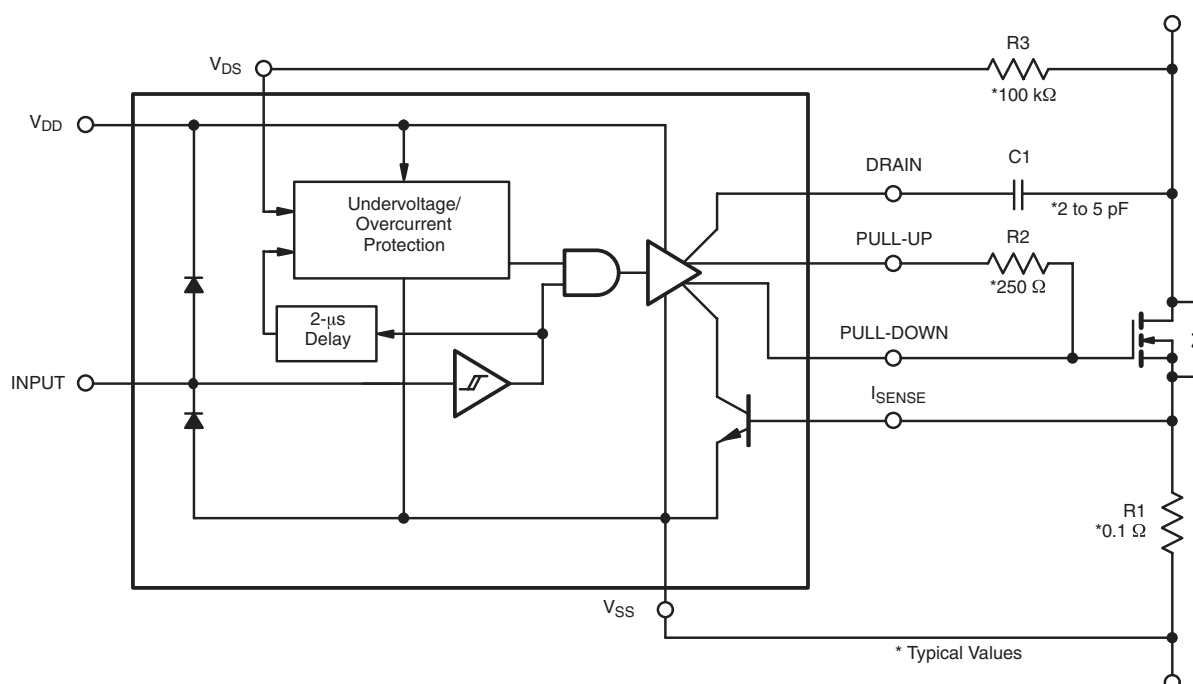 R3
V_DS
*100 kΩ
V_DD
DRAIN
C1
Undervoltage/
Overcurrent
Protection
*2 to 5 pF
PULL-UP
R2
*250 Ω
2-μs
Delay
PULL-DOWN
INPUT
I_SENSE
R1
*0.1 Ω
V_SS
* Typical Values